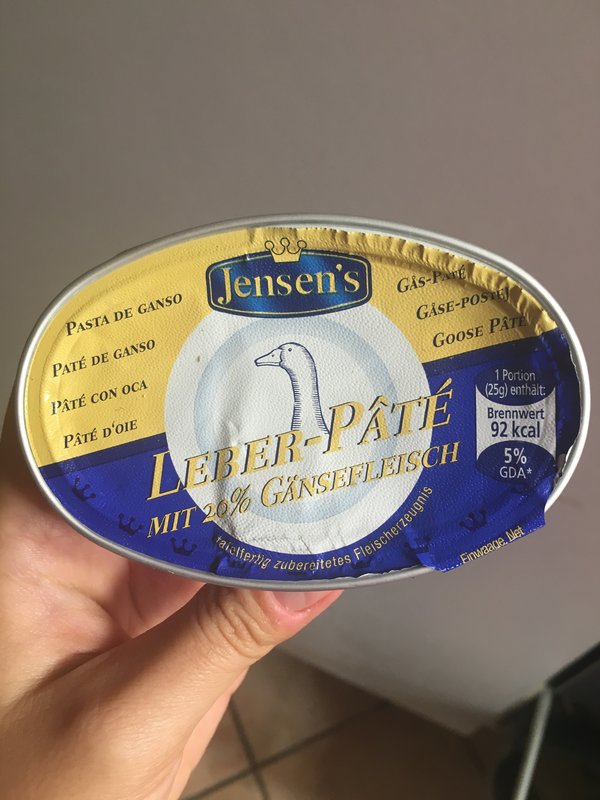 Jensen's
PASTA DE GANSO
PATÉ DE GANSO
PÂTÉ CON OCA
PÂTÉ D'OIE
GÅS-PATÉ
GÅSE-POSTEJ
GOOSE PÂTÉ
1 Portion
(25g) enthält:
Brennwert
92 kcal
5%
GDA*
LEBER-PÂTÉ
MIT 20% GÄNSEFLEISCH
tafelfertig zubereitetes Fleischerzeugnis
Einwaage, Net